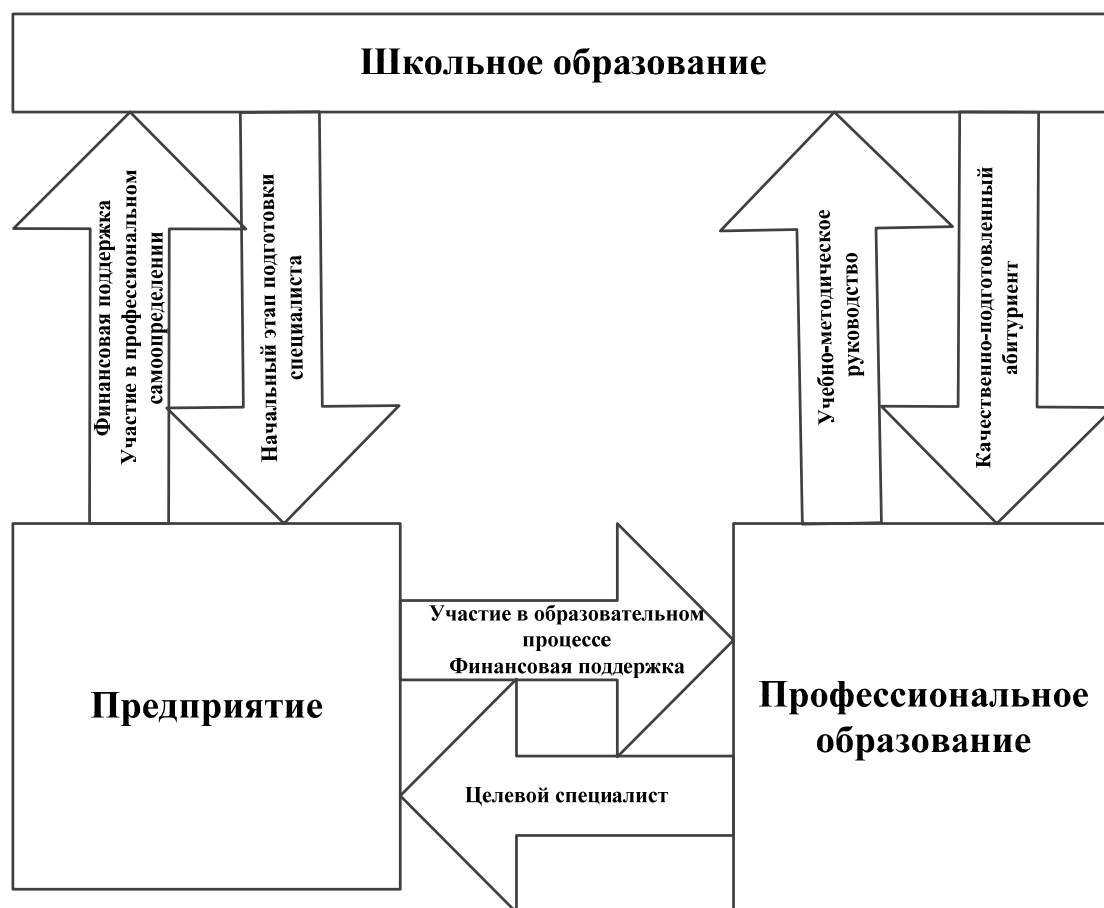 Школьное образование
Финансовая поддержка
Участие в профессиональном
самоопределении
Начальный этап подготовки
специалиста
Учебно-методическое
руководство
Качественно-подготовленный
абитуриент
Предприятие
Участие в образовательном
процессе
Финансовая поддержка
Целевой специалист
Профессиональное
образование